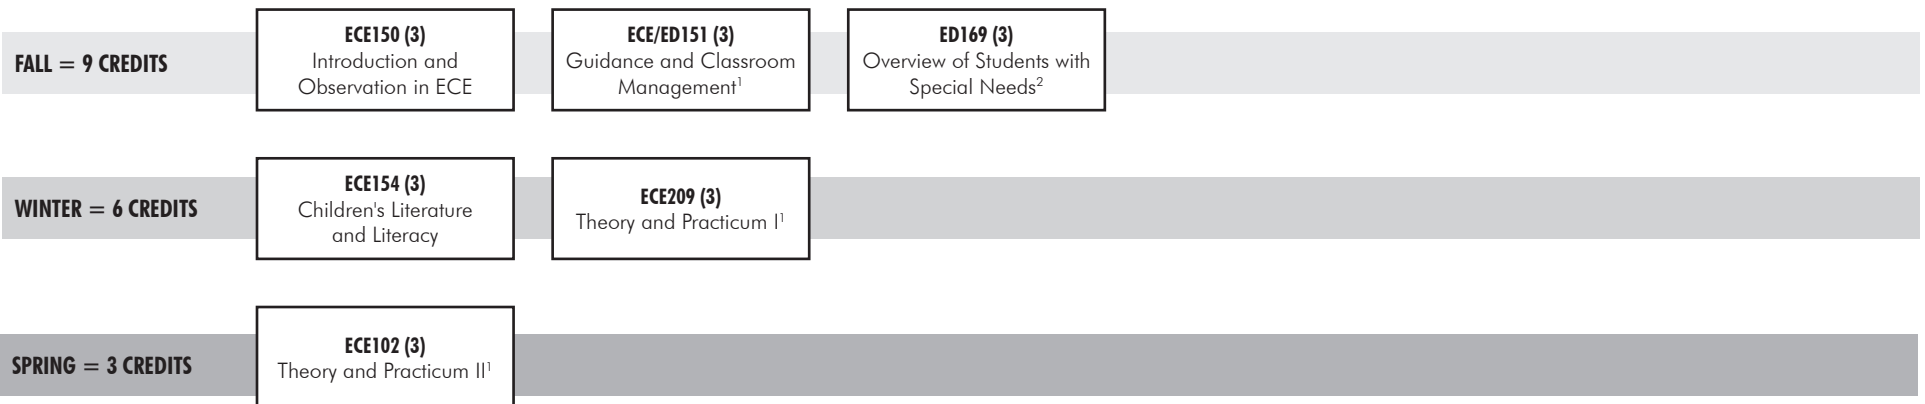 FALL = 9 CREDITS
ECE150 (3)
Introduction and
Observation in ECE
ECE/ED151 (3)
Guidance and Classroom
Management¹
ED169 (3)
Overview of Students with
Special Needs²
WINTER = 6 CREDITS
ECE154 (3)
Children's Literature
and Literacy
ECE209 (3)
Theory and Practicum I¹
SPRING = 3 CREDITS
ECE102 (3)
Theory and Practicum II¹